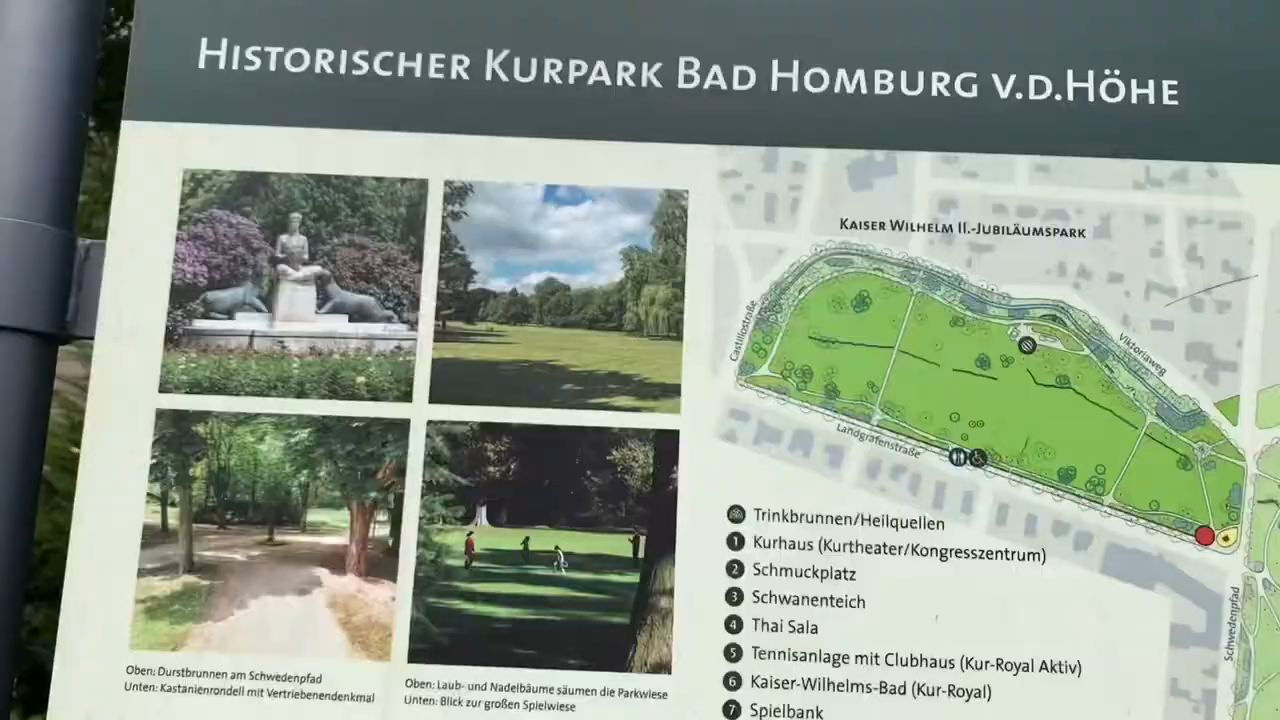 HISTORISCHER KURPARK BAD HOMBURG V.D.HÖHE
KAISER WILHELM II.-JUBILÄUMSPARK
Castillostraße
Viktoriaweg
Landgrafenstraße
Schwedenpfad
Trinkbrunnen/Heilquellen
1 Kurhaus (Kurtheater/Kongresszentrum)
2 Schmuckplatz
3 Schwanenteich
4 Thai Sala
5 Tennisanlage mit Clubhaus (Kur-Royal Aktiv)
6 Kaiser-Wilhelms-Bad (Kur-Royal)
7 Spielbank
Oben: Durstbrunnen am Schwedenpfad
Unten: Kastanienrondell mit Vertriebenendenkmal
Oben: Laub- und Nadelbäume säumen die Parkwiese
Unten: Blick zur großen Spielwiese